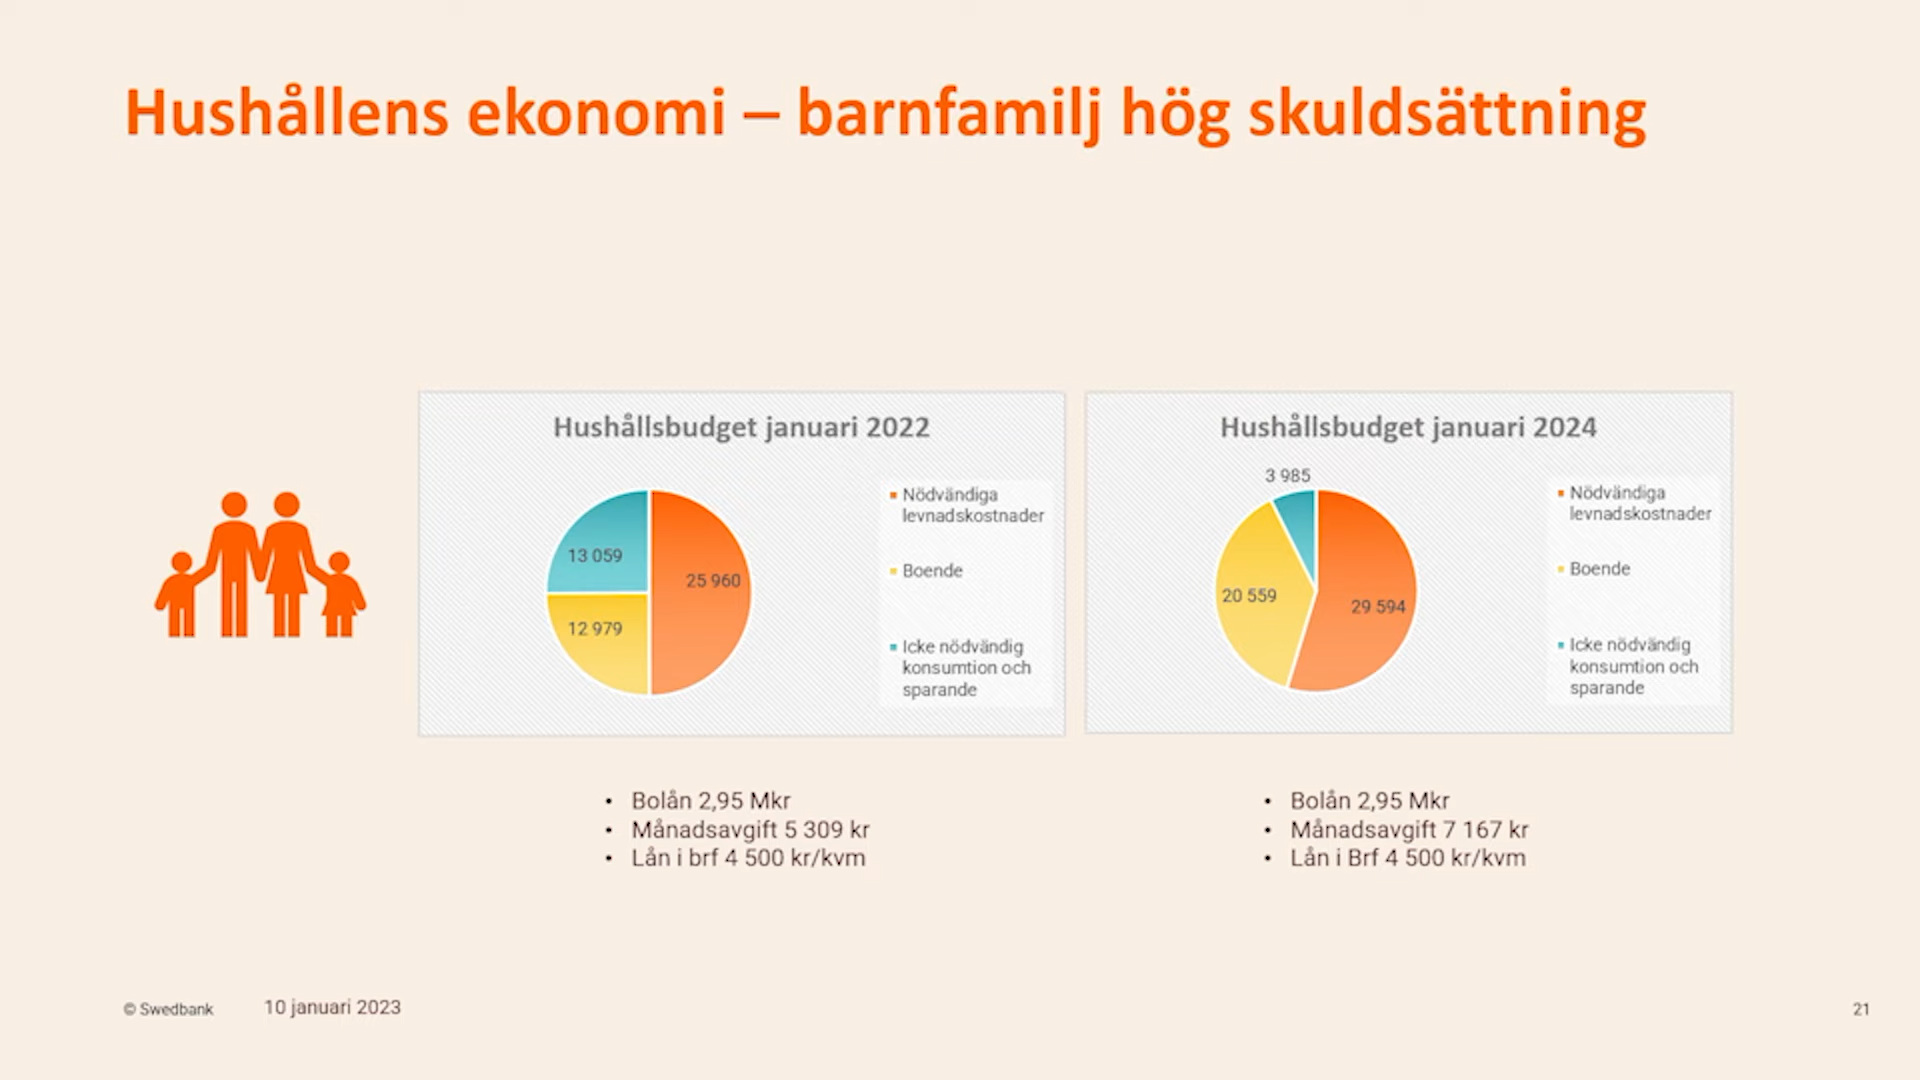 Hushållens ekonomi – barnfamilj hög skuldsättning
Hushållsbudget januari 2022
13 059
25 960
12 979
Nödvändiga
levnadskostnader
Boende
Icke nödvändig
konsumtion och
sparande
Hushållsbudget januari 2024
3 985
20 559
29 594
Nödvändiga
levnadskostnader
Boende
Icke nödvändig
konsumtion och
sparande
• Bolån 2,95 Mkr
• Månadsavgift 5 309 kr
• Lån i brf 4 500 kr/kvm
• Bolån 2,95 Mkr
• Månadsavgift 7 167 kr
• Lån i Brf 4 500 kr/kvm
© Swedbank
10 januari 2023
21